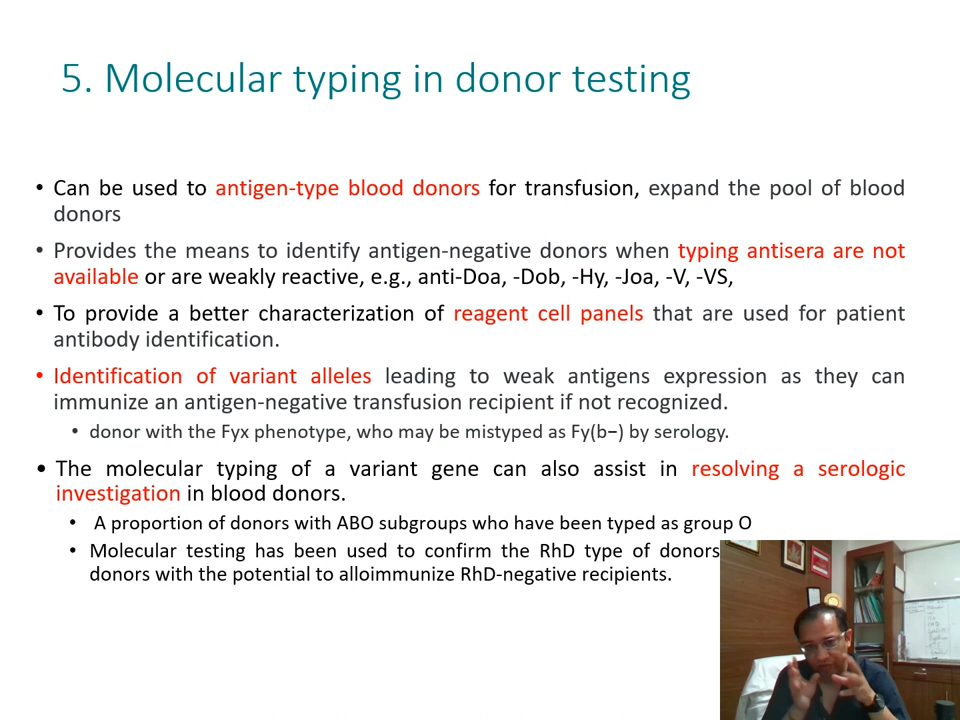 5. Molecular typing in donor testing
• Can be used to antigen-type blood donors for transfusion, expand the pool of blood
donors
• Provides the means to identify antigen-negative donors when typing antisera are not
available or are weakly reactive, e.g., anti-Doa, -Dob, -Hy, -Joa, -V, -VS,
• To provide a better characterization of reagent cell panels that are used for patient
antibody identification.
• Identification of variant alleles leading to weak antigens expression as they can
immunize an antigen-negative transfusion recipient if not recognized.
• donor with the Fyx phenotype, who may be mistyped as Fy(b−) by serology.
• The molecular typing of a variant gene can also assist in resolving a serologic
investigation in blood donors.
• A proportion of donors with ABO subgroups who have been typed as group O
• Molecular testing has been used to confirm the RhD type of donors
donors with the potential to alloimmunize RhD-negative recipients.